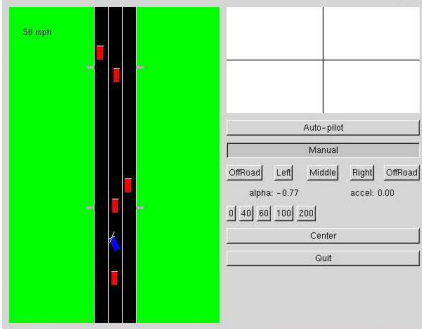 56 mph
Auto-pilot
Manual
OffRoad Left Middle Right OffRoad
alpha: -0.77 accel: 0.00
0 40 60 100 200
Center
Quit